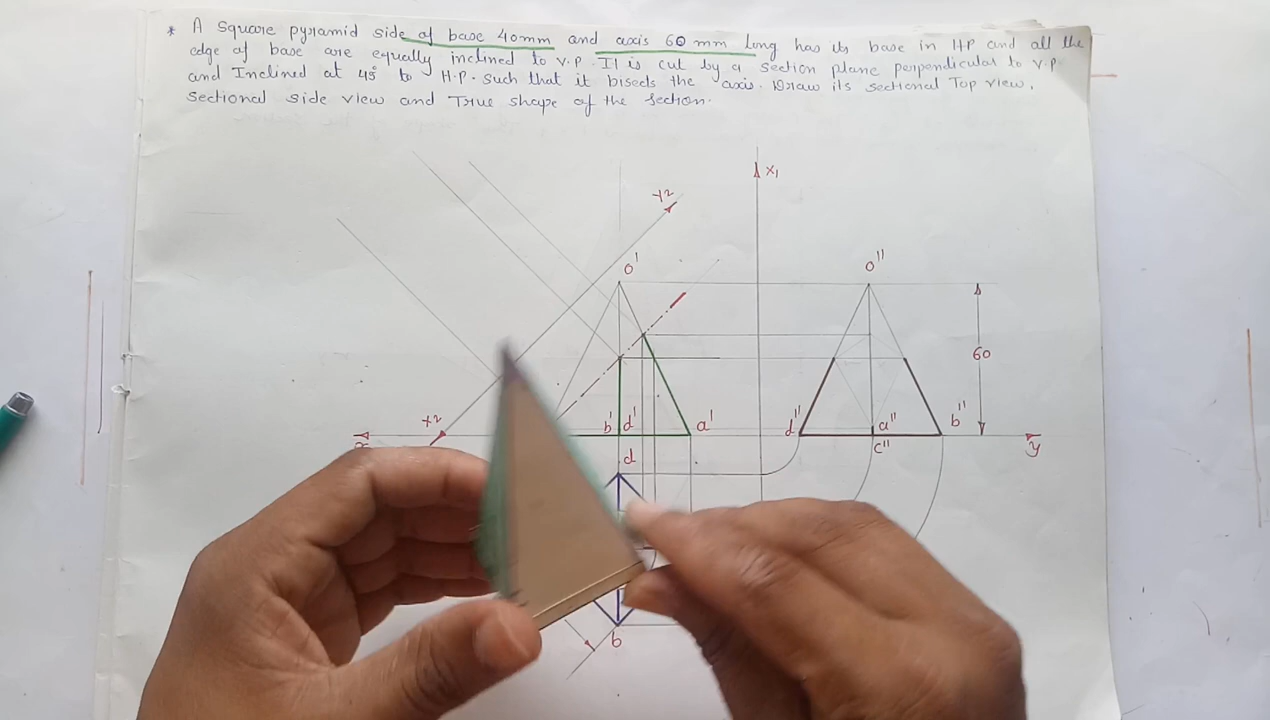 * A Square pyramid side of base 40mm and axis 60 mm long has its base in HP and all the
edge of base are equally inclined to V.P. It is cut by a section plane perpendicular to V.P.
and Inclined at 45° to H.P. such that it bisects the axis. Draw its sectional Top view,
Sectional side view and True shape of the section.
X1
Y2
o'
o"
60
X2
b' d' a'
d" a" b"
c"
y
d
b